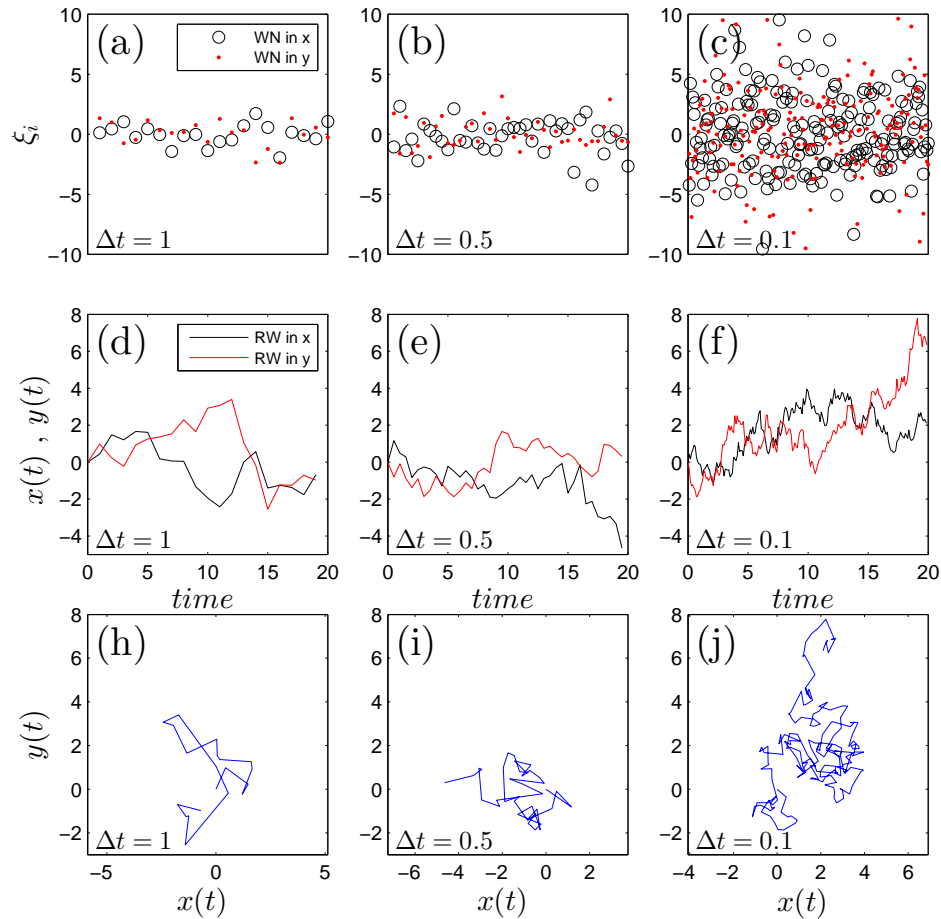 (a)
WN in x
WN in y
10
5
0
−5
−10
ξi
Δt = 1
(b)
10
5
0
−5
−10
Δt = 0.5
(c)
10
5
0
−5
−10
Δt = 0.1
(d)
RW in x
RW in y
8
6
4
2
0
−2
−4
x(t) , y(t)
Δt = 1
0 5 10 15 20
time
(e)
8
6
4
2
0
−2
−4
Δt = 0.5
0 5 10 15 20
time
(f)
8
6
4
2
0
−2
−4
Δt = 0.1
0 5 10 15 20
(h)
8
6
4
2
0
−2
y(t)
Δt = 1
−5 0 5
x(t)
(i)
8
6
4
2
0
−2
Δt = 0.5
−6 −4 −2 0 2
x(t)
(j)
8
6
4
2
0
−2
Δt = 0.1
−4 −2 0 2 4 6
x(t)
time